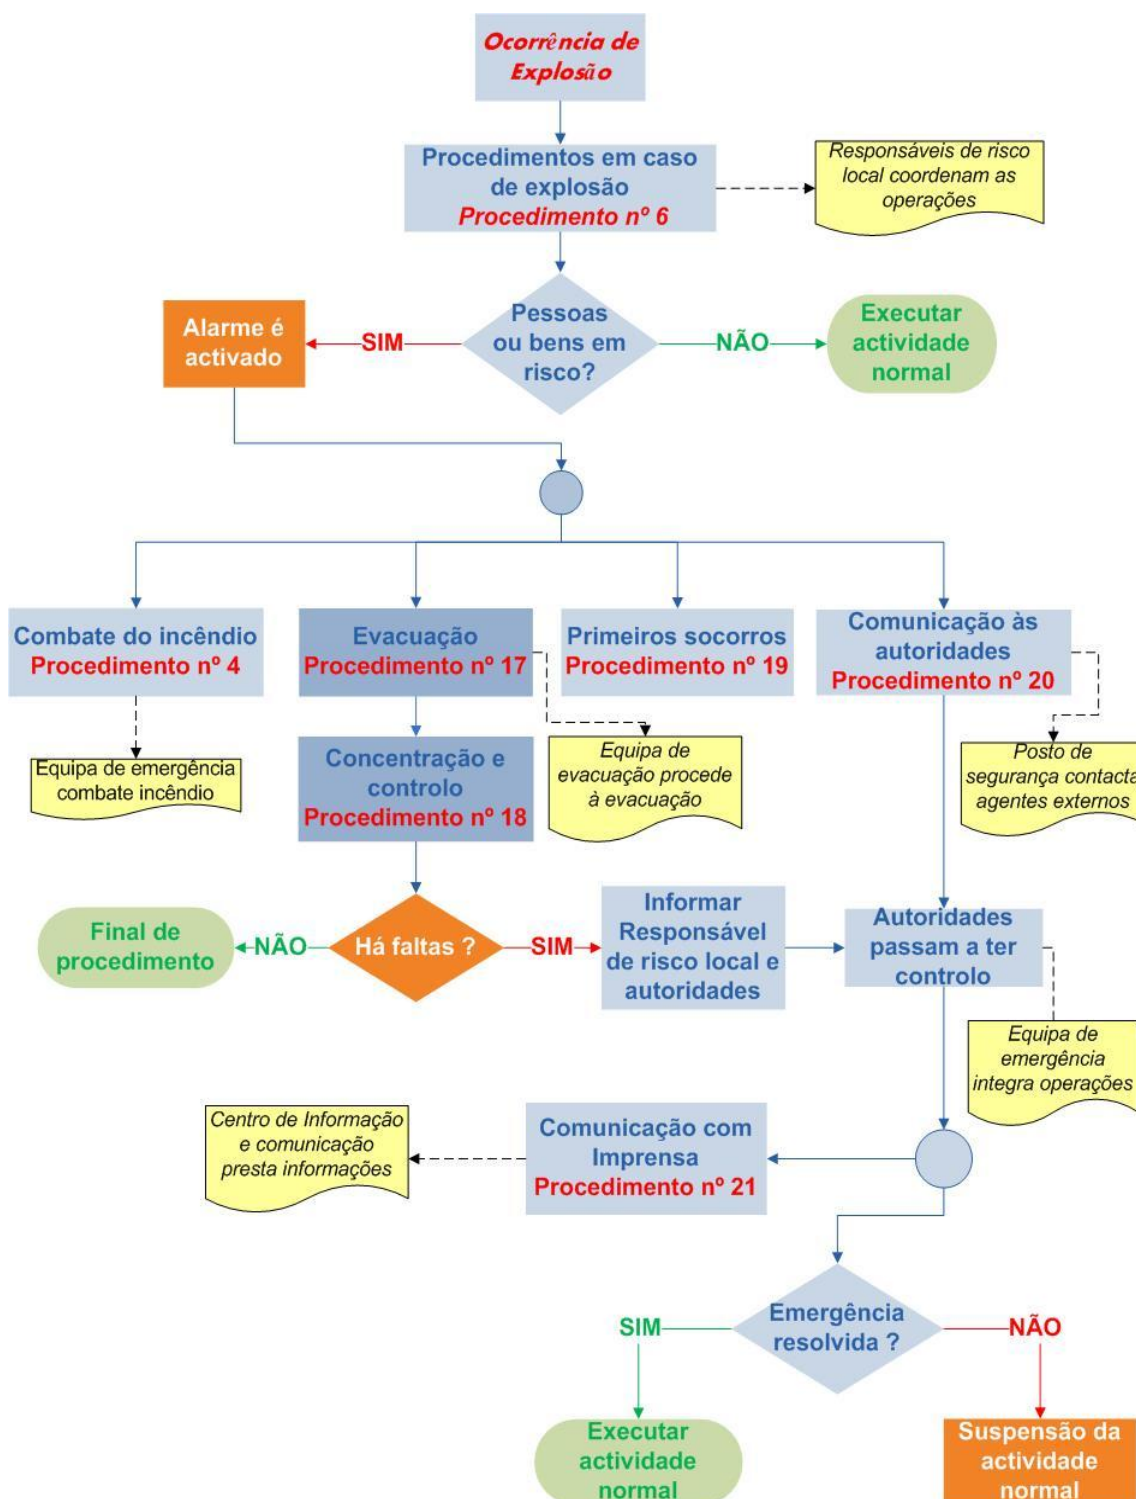 Ocorrência de
Explosão
Procedimentos em caso
de explosão
Procedimento nº 6
Responsáveis de risco
local coordenam as
operações
Pessoas
ou bens em
risco?
SIM
NÃO
Alarme é
activado
Executar
actividade
normal
Combate do incêndio
Procedimento nº 4
Evacuação
Procedimento nº 17
Primeiros socorros
Procedimento nº 19
Comunicação às
autoridades
Procedimento nº 20
Equipa de emergência
combate incêndio
Concentração e
controlo
Procedimento nº 18
Equipa de
evacuação procede
à evacuação
Posto de
segurança contacta
agentes externos
Final de
procedimento
NÃO
Há faltas ?
SIM
Informar
Responsável
de risco local e
autoridades
Autoridades
passam a ter
controlo
Equipa de
emergência
integra operações
Centro de Informação
e comunicação
presta informações
Comunicação com
Imprensa
Procedimento nº 21
Emergência
resolvida ?
SIM
NÃO
Executar
actividade
normal
Suspensão da
actividade
normal